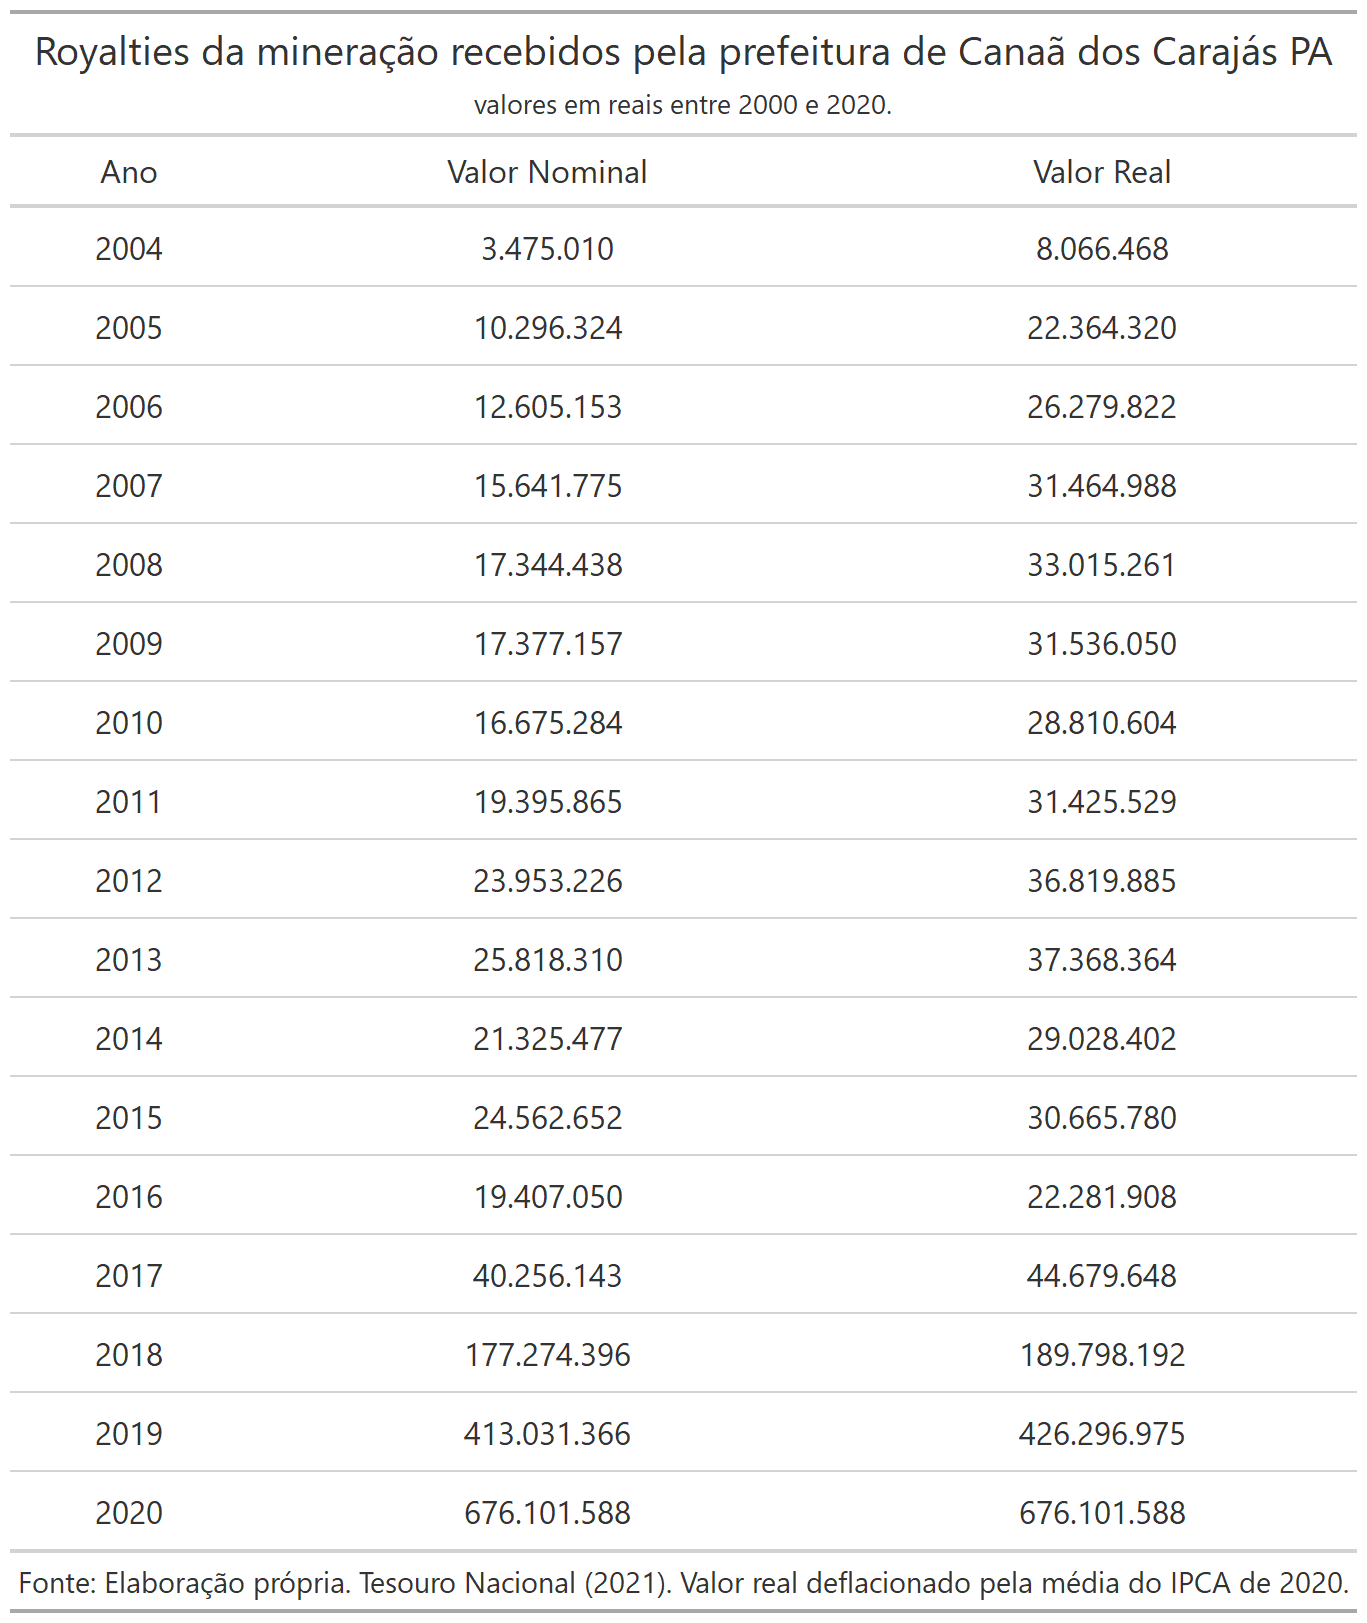 Royalties da mineração recebidos pela prefeitura de Canaã dos Carajás PA
valores em reais entre 2000 e 2020.
Ano Valor Nominal Valor Real
2004 3.475.010 8.066.468
2005 10.296.324 22.364.320
2006 12.605.153 26.279.822
2007 15.641.775 31.464.988
2008 17.344.438 33.015.261
2009 17.377.157 31.536.050
2010 16.675.284 28.810.604
2011 19.395.865 31.425.529
2012 23.953.226 36.819.885
2013 25.818.310 37.368.364
2014 21.325.477 29.028.402
2015 24.562.652 30.665.780
2016 19.407.050 22.281.908
2017 40.256.143 44.679.648
2018 177.274.396 189.798.192
2019 413.031.366 426.296.975
2020 676.101.588 676.101.588
Fonte: Elaboração própria. Tesouro Nacional (2021). Valor real deflacionado pela média do IPCA de 2020.